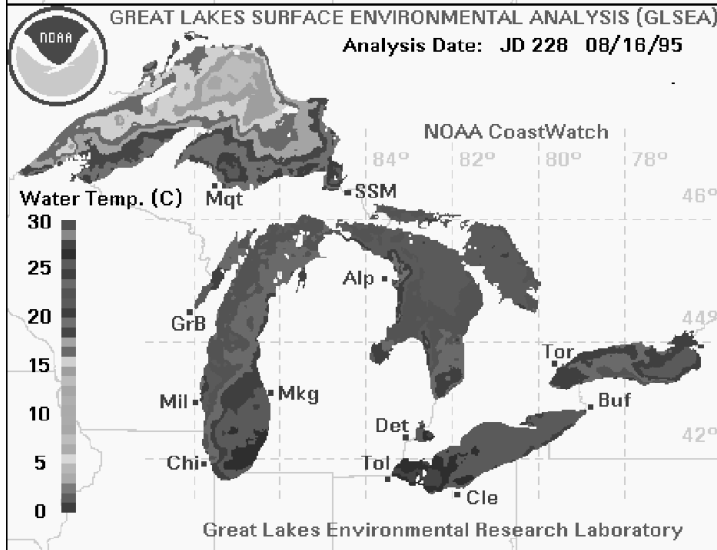 GREAT LAKES SURFACE ENVIRONMENTAL ANALYSIS (GLSEA)
NOAA
Analysis Date: JD 228 08/16/95
NOAA CoastWatch
84° 82° 80° 78°
Mqt
SSM
46°
Water Temp. (C)
30
25
20
15
10
5
0
Alp
GrB
44°
Tor
Mil
Mkg
Buf
Det
42°
Chi
Tol
Cle
Great Lakes Environmental Research Laboratory